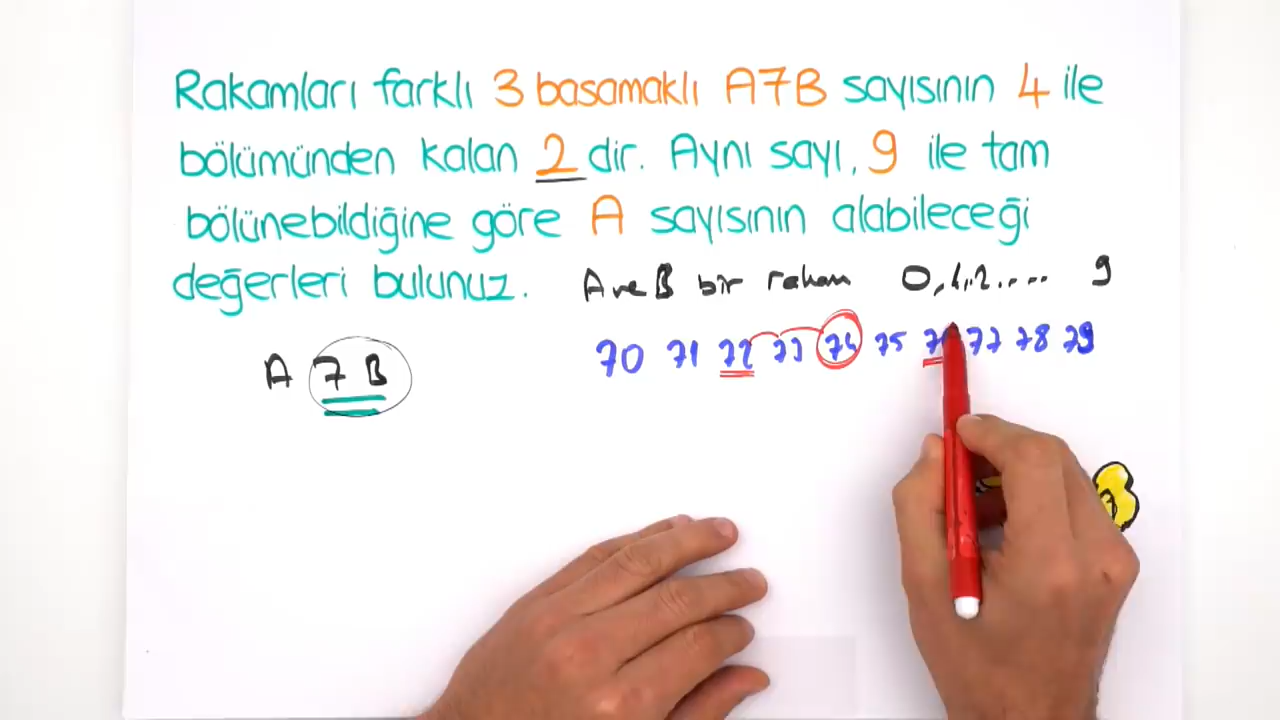 Rakamları farklı 3 basamaklı A7B sayısının 4 ile
bölümünden kalan 2 dir. Aynı sayı, 9 ile tam
bölünebildiğine göre A sayısının alabileceği
değerleri bulunuz. A ve B bir rakam 0,1,2.... 9
70 71 72 73 74 75 77 78 79
A 7 B